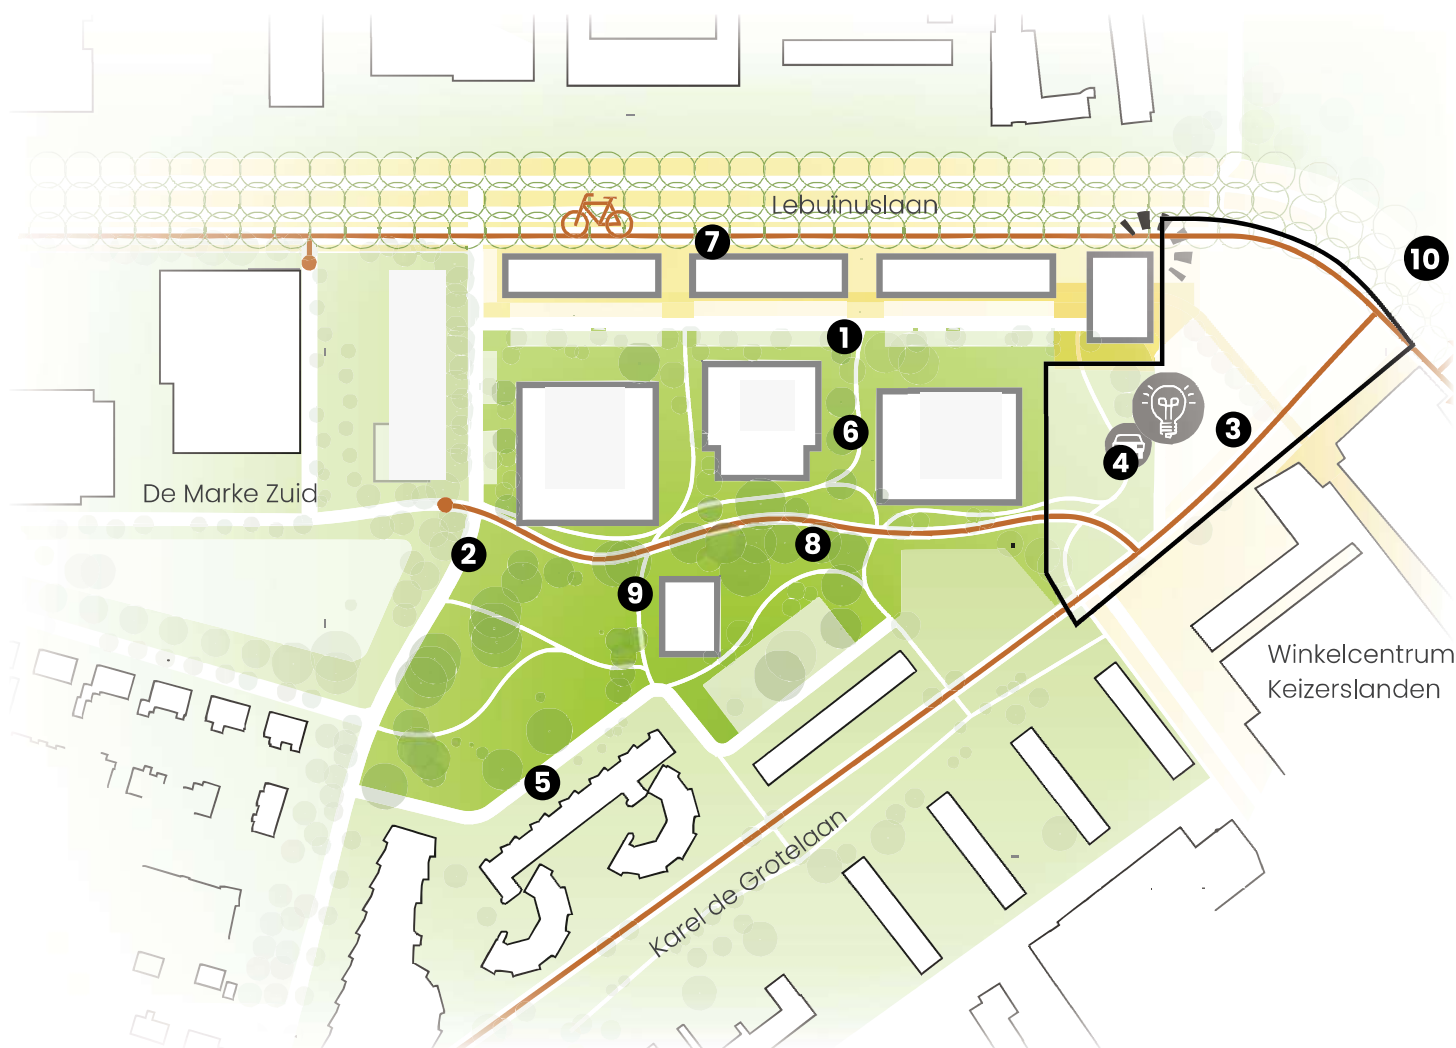 Lebuïnuslaan
7
10
1
6
3
4
De Marke Zuid
2
8
9
Winkelcentrum
Keizerslanden
5
Karel de Grotelaan